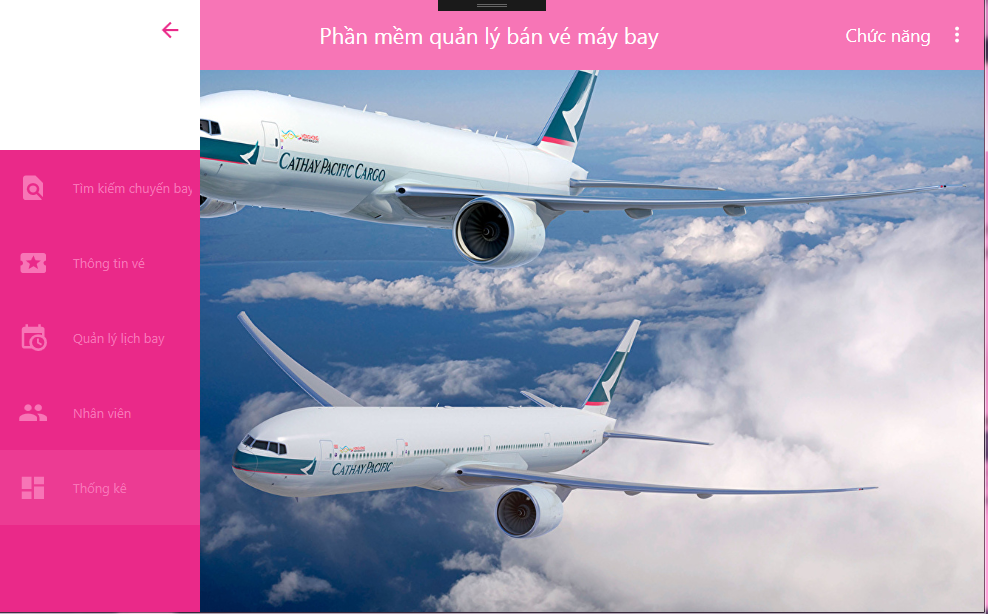 Phần mềm quản lý bán vé máy bay
Chức năng
Tìm kiếm chuyến bay
Thông tin vé
Quản lý lịch bay
Nhân viên
Thống kê
CATHAY PACIFIC CARGO
CATHAY PACIFIC